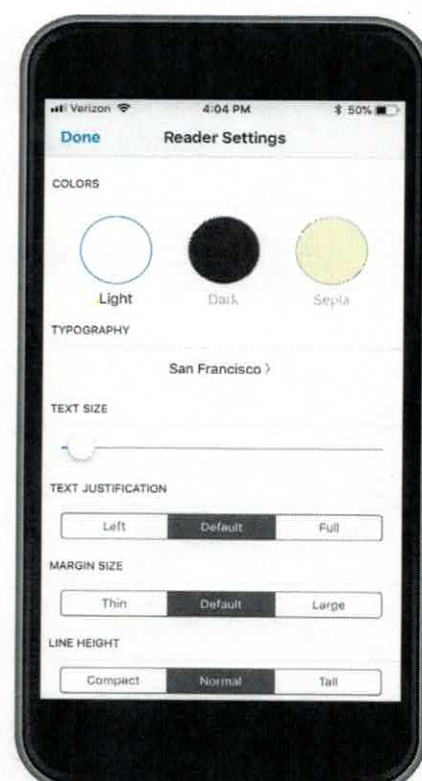 Verizon 4:04 PM 50%
Done Reader Settings
COLORS
Light Dark Sepia
TYPOGRAPHY
San Francisco >
TEXT SIZE
TEXT JUSTIFICATION
Left Default Full
MARGIN SIZE
Thin Default Large
LINE HEIGHT
Compact Normal Tall